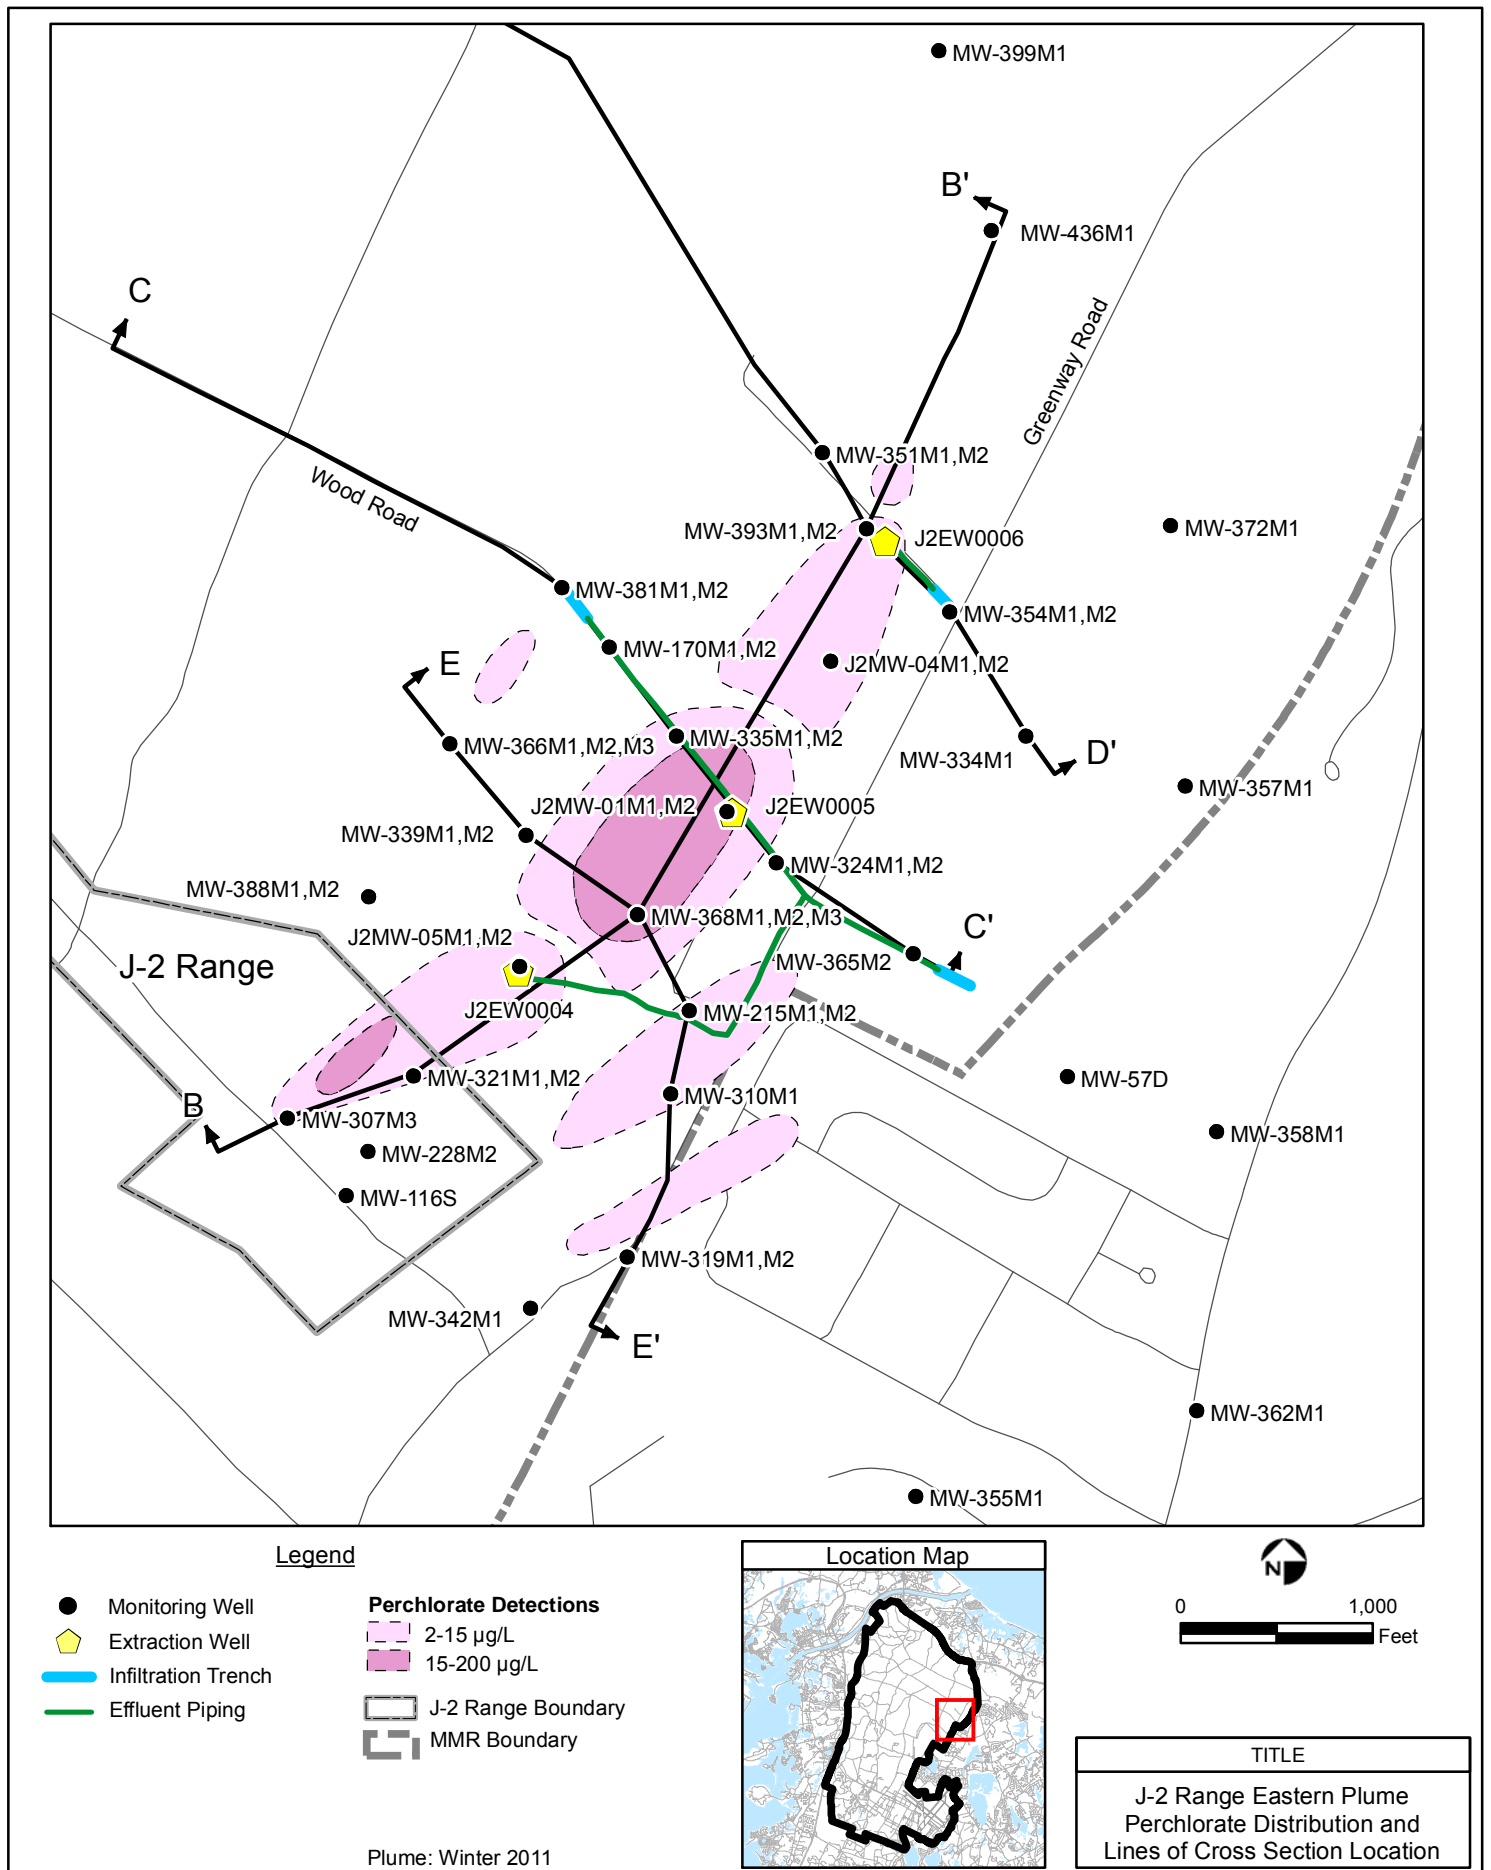 MW-399M1
B'
MW-436M1
C
Greenway Road
MW-351M1,M2
Wood Road
MW-393M1,M2
J2EW0006
MW-372M1
MW-381M1,M2
MW-354M1,M2
MW-170M1,M2
J2MW-04M1,M2
E
MW-366M1,M2,M3
MW-335M1,M2
MW-334M1
D'
MW-357M1
J2MW-01M1,M2
J2EW0005
MW-339M1,M2
MW-324M1,M2
MW-388M1,M2
MW-368M1,M2,M3
C'
J2MW-05M1,M2
MW-365M2
J-2 Range
J2EW0004
MW-215M1,M2
MW-321M1,M2
MW-57D
MW-310M1
B
MW-307M3
MW-358M1
MW-228M2
MW-116S
MW-319M1,M2
MW-342M1
E'
MW-362M1
MW-355M1
Legend
Monitoring Well
Extraction Well
Infiltration Trench
Effluent Piping
Perchlorate Detections
2-15 µg/L
15-200 µg/L
J-2 Range Boundary
MMR Boundary
Plume: Winter 2011
Location Map
N
0 1,000
Feet
TITLE
J-2 Range Eastern Plume
Perchlorate Distribution and
Lines of Cross Section Location